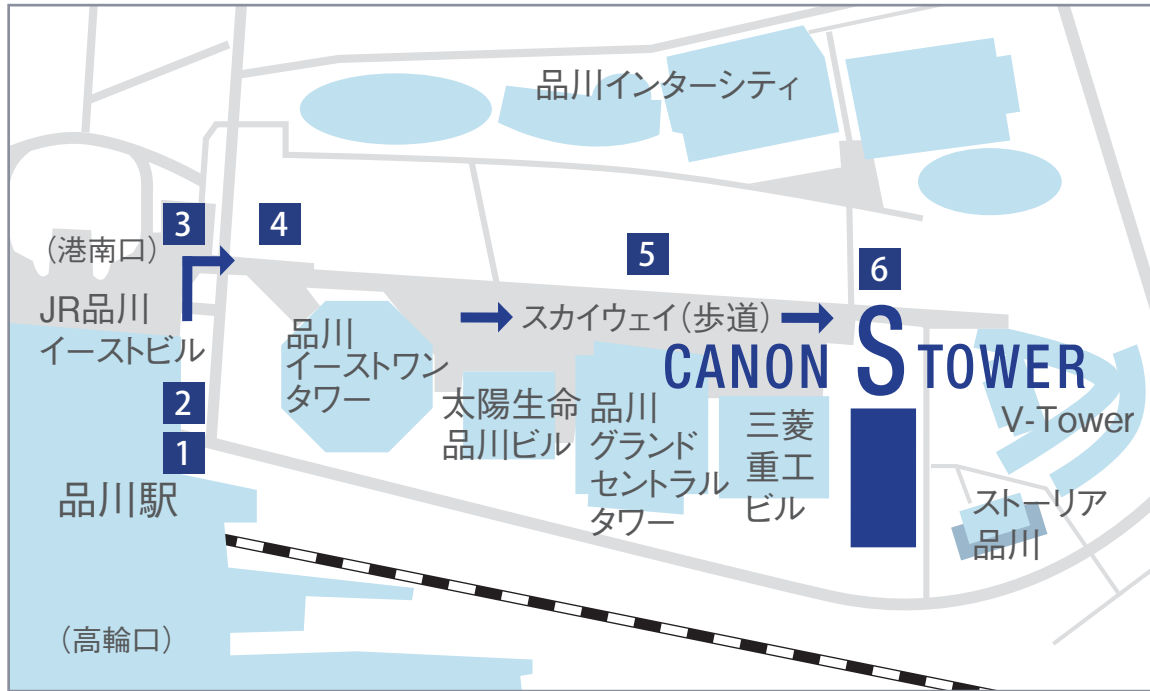 品川インターシティ
3
4
5
6
（港南口）
JR品川
イーストビル
スカイウェイ（歩道）
品川
イーストワン
タワー
CANON S TOWER
2
1
太陽生命
品川ビル
品川
グランド
セントラル
タワー
三菱
重工
ビル
V-Tower
品川駅
ストーリア
品川
（高輪口）